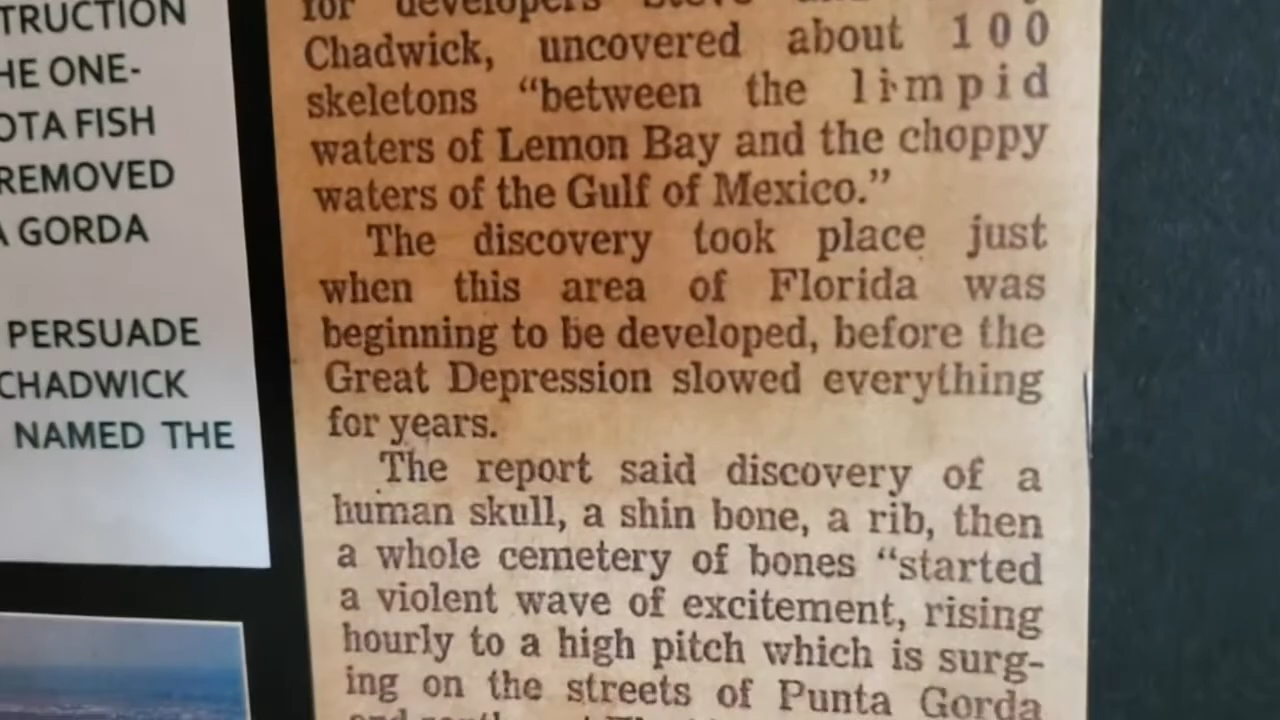 TRUCTION
HE ONE-
OTA FISH
REMOVED
A GORDA
PERSUADE
CHADWICK
NAMED THE
for developers Steve
Chadwick, uncovered about 100
skeletons “between the limpid
waters of Lemon Bay and the choppy
waters of the Gulf of Mexico.”
The discovery took place just
when this area of Florida was
beginning to be developed, before the
Great Depression slowed everything
for years.
The report said discovery of a
human skull, a shin bone, a rib, then
a whole cemetery of bones “started
a violent wave of excitement, rising
hourly to a high pitch which is surg-
ing on the streets of Punta Gorda